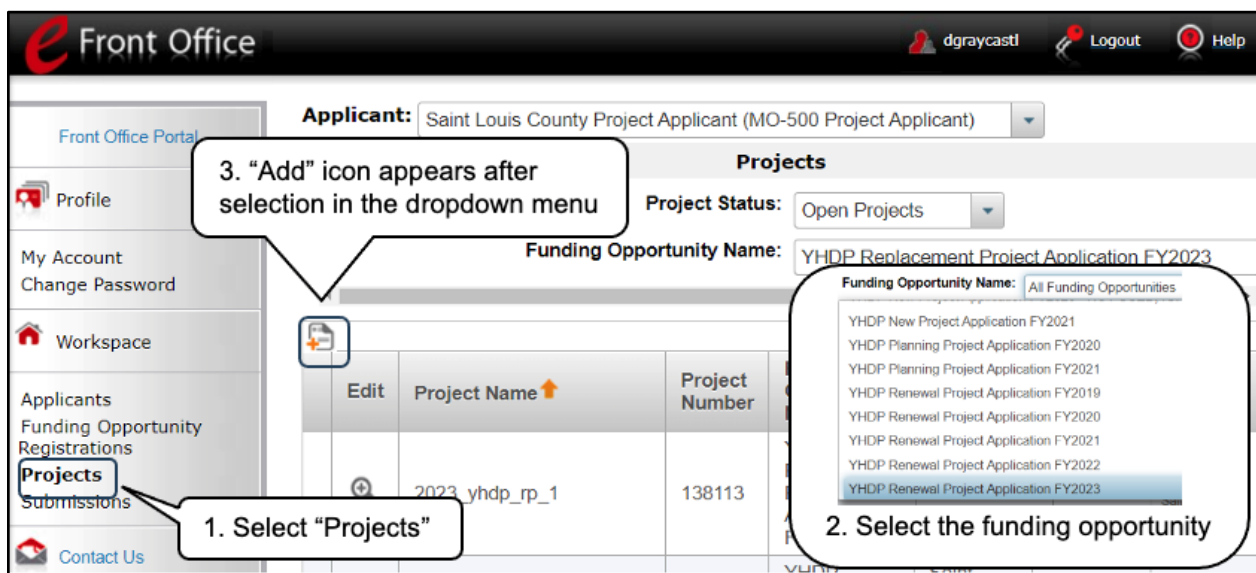 e Front Office
dgraycastl
Logout
Help
Front Office Portal
Profile
My Account
Change Password
Workspace
Applicants
Funding Opportunity
Registrations
Projects
Submissions
Contact Us
Applicant: Saint Louis County Project Applicant (MO-500 Project Applicant)
3. “Add” icon appears after
selection in the dropdown menu
Projects
Project Status: Open Projects
Funding Opportunity Name: YHDP Replacement Project Application FY2023
Funding Opportunity Name: All Funding Opportunities
YHDP New Project Application FY2021
YHDP Planning Project Application FY2020
YHDP Planning Project Application FY2021
YHDP Renewal Project Application FY2019
YHDP Renewal Project Application FY2020
YHDP Renewal Project Application FY2021
YHDP Renewal Project Application FY2022
YHDP Renewal Project Application FY2023
2. Select the funding opportunity
Edit
Project Name
Project
Number
2023_yhdp_rp_1
138113
1. Select “Projects”